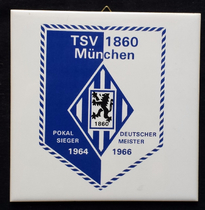 TSV 1860
München
1860
POKAL DEUTSCHER
SIEGER MEISTER
1964 1966